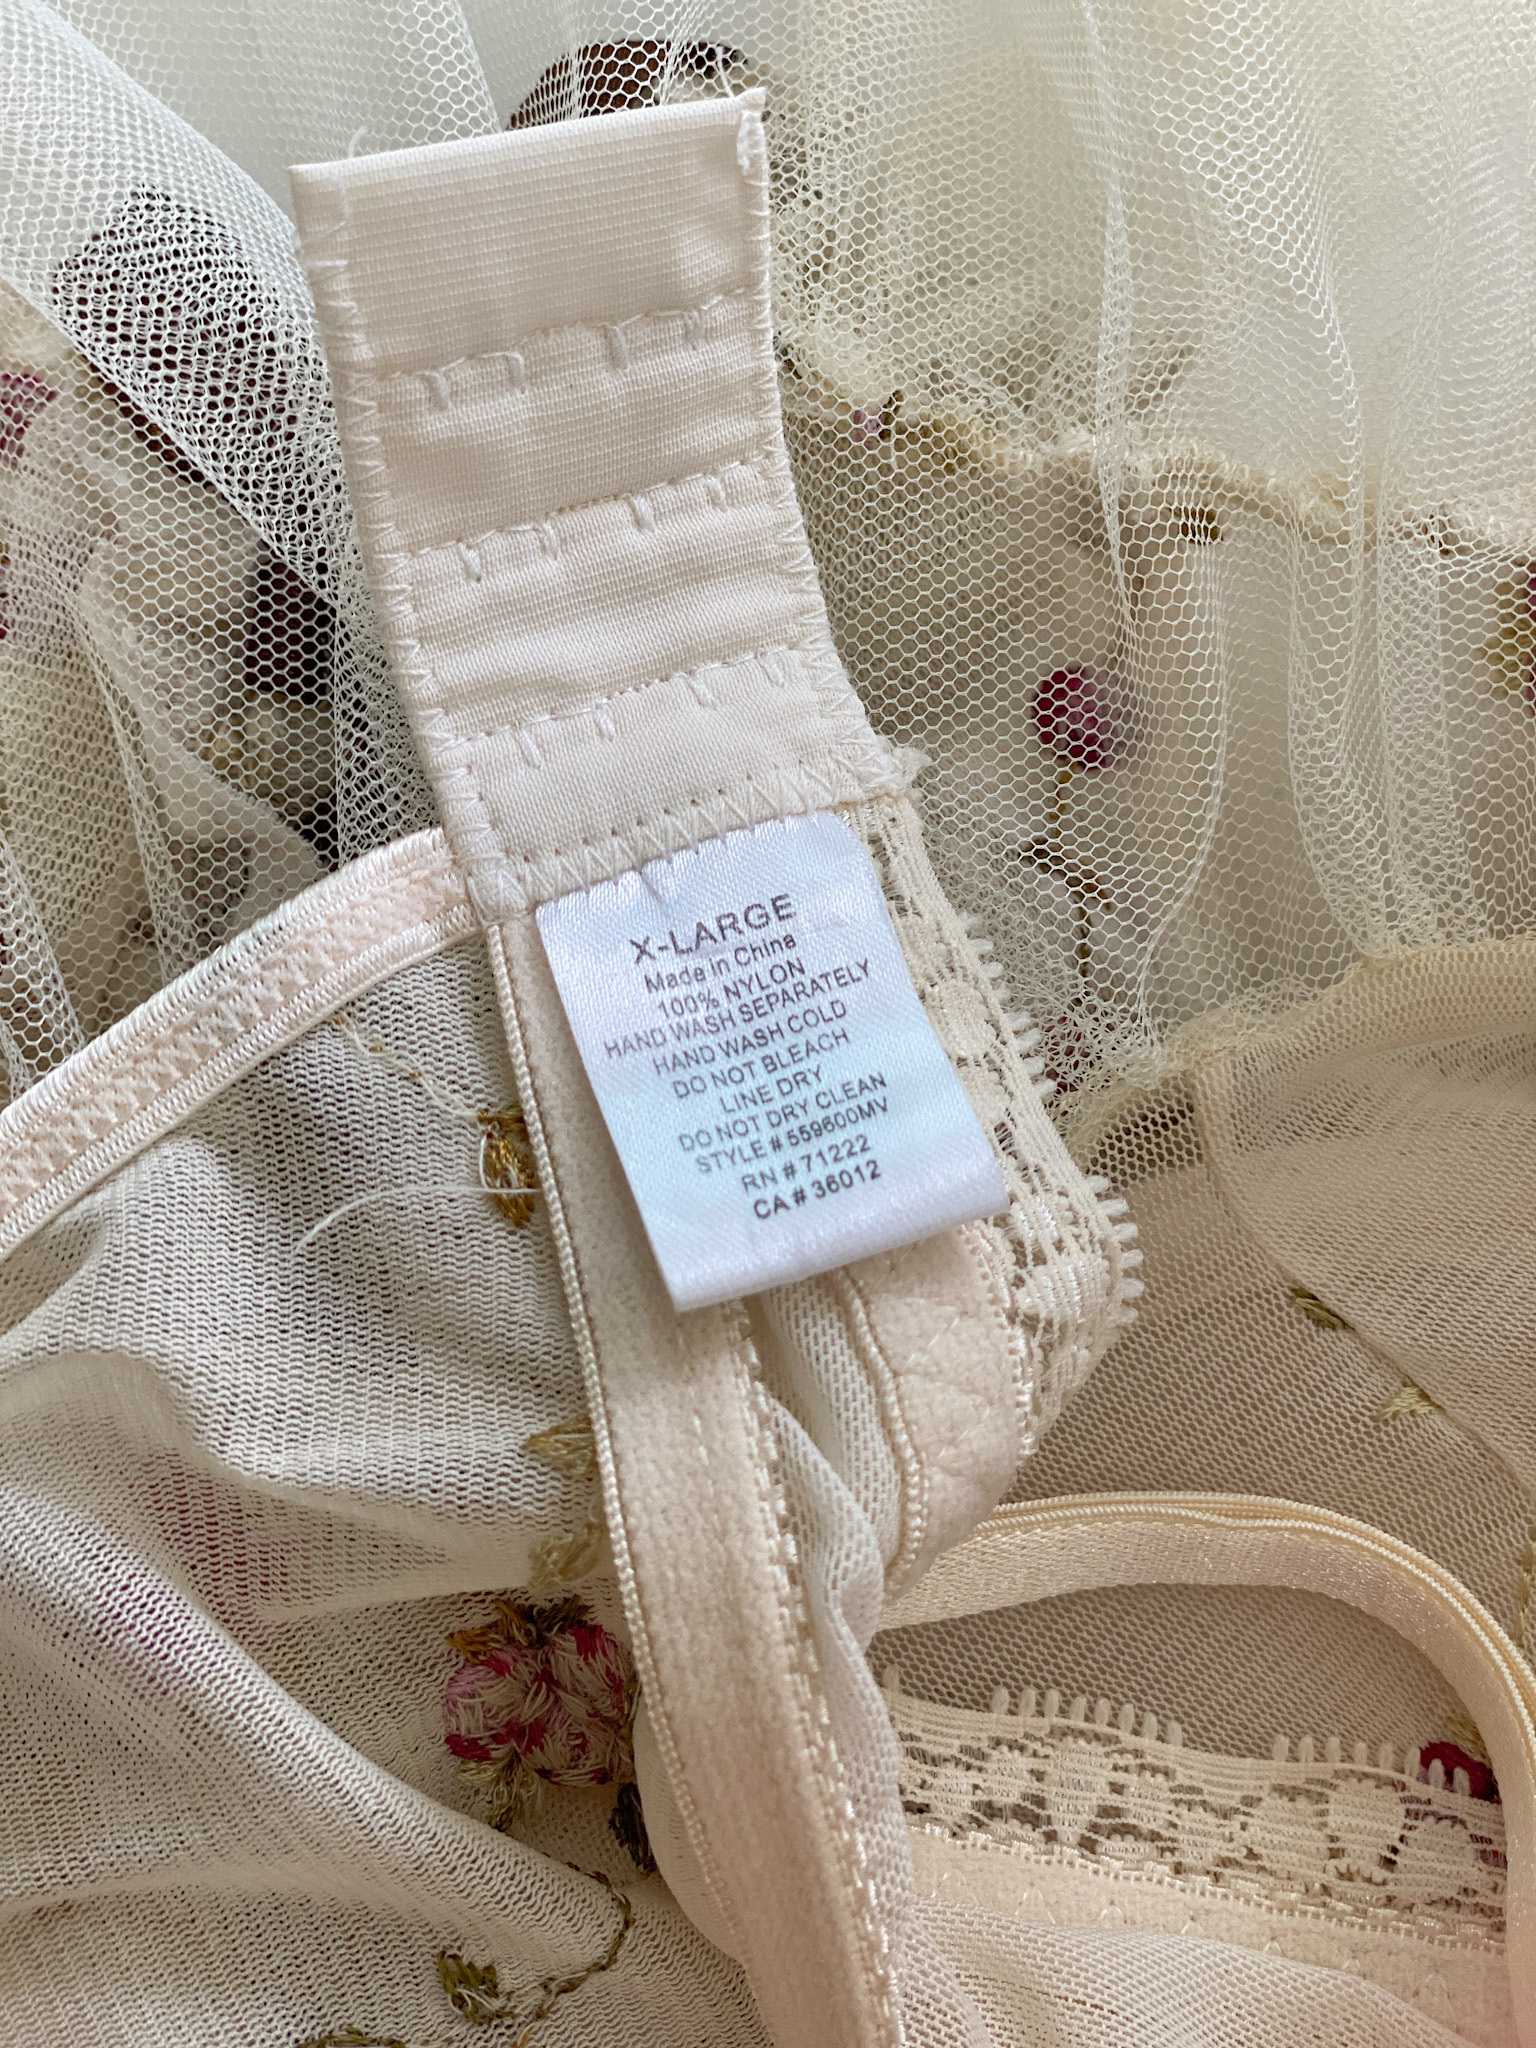 X-LARGE
Made in China
100% NYLON
HAND WASH SEPARATELY
HAND WASH COLD
DO NOT BLEACH
LINE DRY
DO NOT DRY CLEAN
STYLE # 559600MV
RN # 71222
CA # 36012